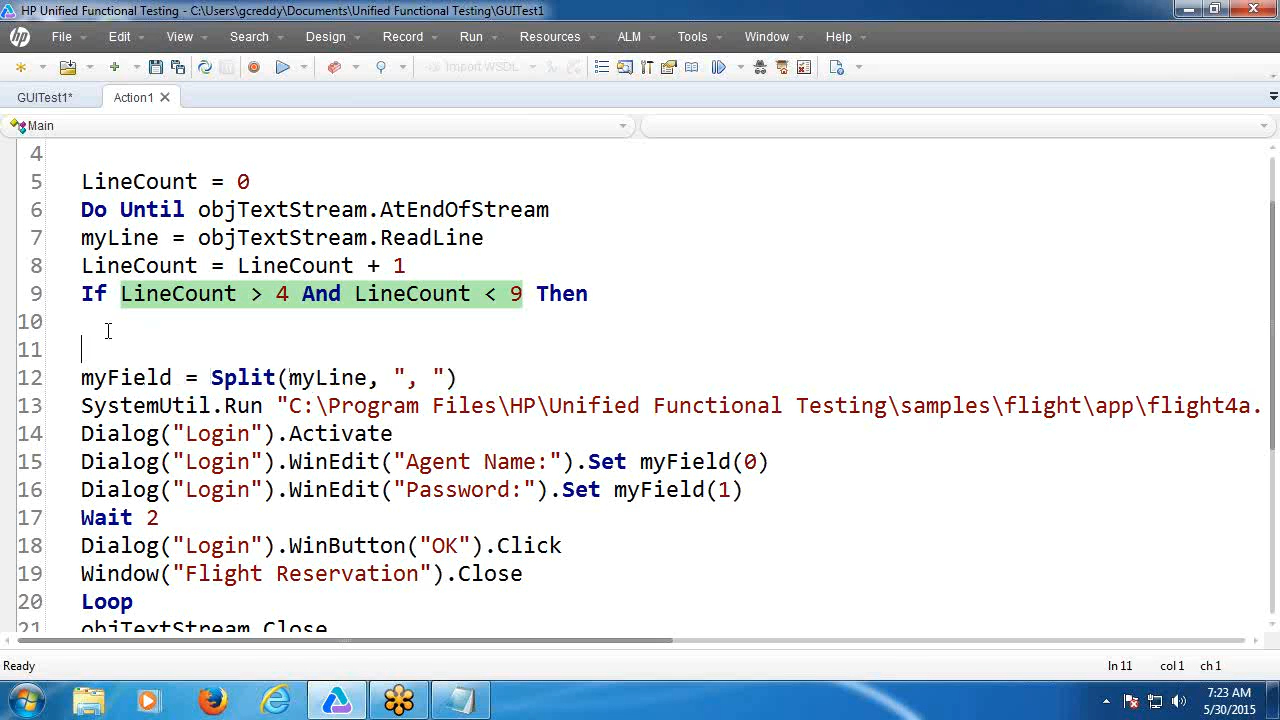 HP Unified Functional Testing - C:\Users\gcreddy\Documents\Unified Functional Testing\GUITest1
hp File Edit View Search Design Record Run Resources ALM Tools Window Help
Import WSDL
GUITest1* Action1
Main
4
5 LineCount = 0
6 Do Until objTextStream.AtEndOfStream
7 myLine = objTextStream.ReadLine
8 LineCount = LineCount + 1
9 If LineCount > 4 And LineCount < 9 Then
10
11
12 myField = Split(myLine, ", ")
13 SystemUtil.Run "C:\Program Files\HP\Unified Functional Testing\samples\flight\app\flight4a.
14 Dialog("Login").Activate
15 Dialog("Login").WinEdit("Agent Name:").Set myField(0)
16 Dialog("Login").WinEdit("Password:").Set myField(1)
17 Wait 2
18 Dialog("Login").WinButton("OK").Click
19 Window("Flight Reservation").Close
20 Loop
21 objTextStream.Close
Ready ln 11 col 1 ch 1
7:23 AM
5/30/2015